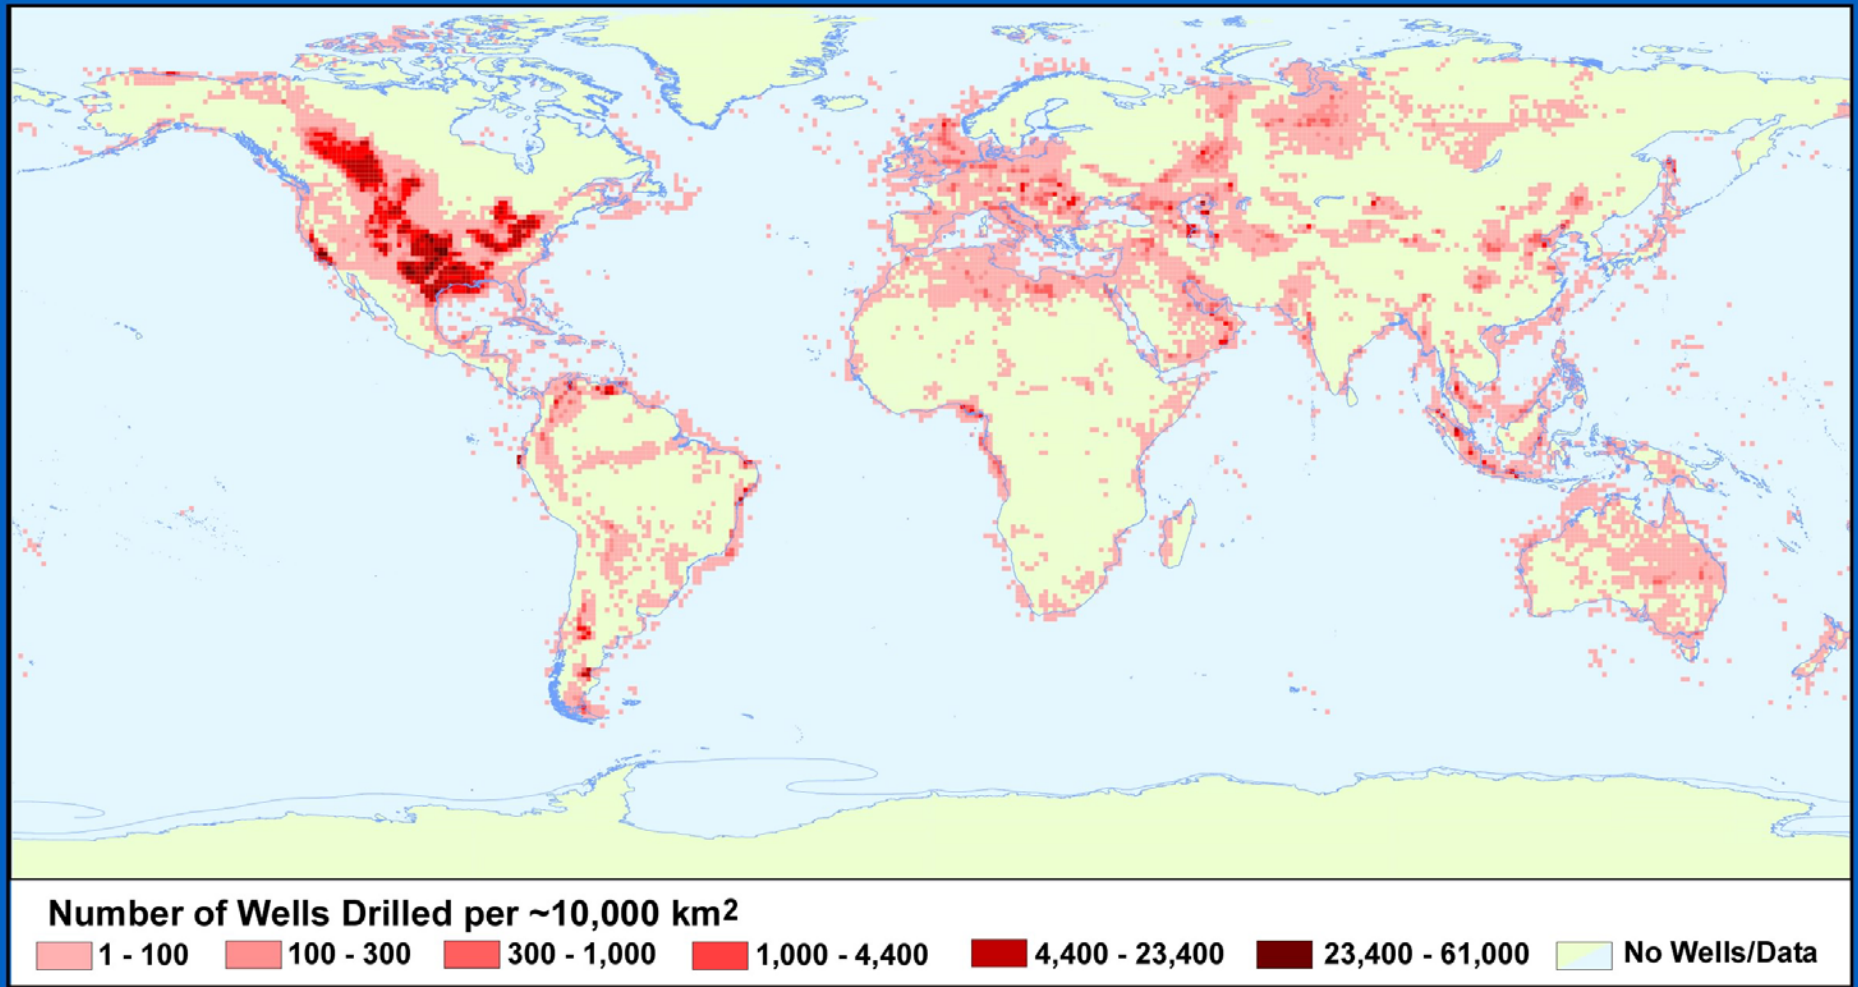 Number of Wells Drilled per ~10,000 km2
1 - 100 100 - 300 300 - 1,000 1,000 - 4,400 4,400 - 23,400 23,400 - 61,000 No Wells/Data